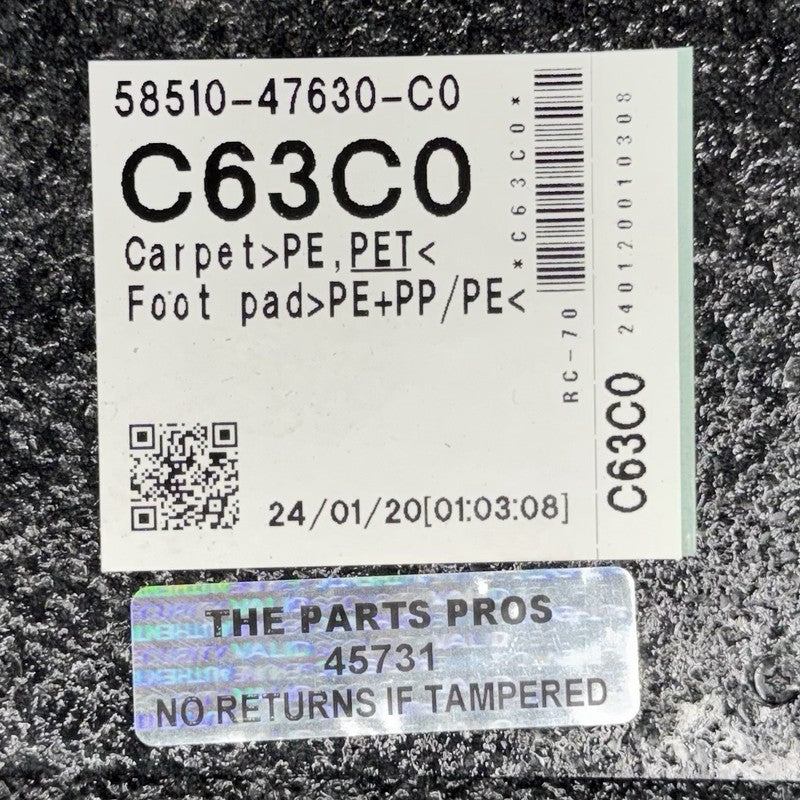 58510-47630-C0
C63C0
Carpet>PE,PET<
Foot pad>PE+PP/PE<
24/01/20[01:03:08]
*C63C0*
RC-70
240120010308
C63C0
THE PARTS PROS
45731
NO RETURNS IF TAMPERED